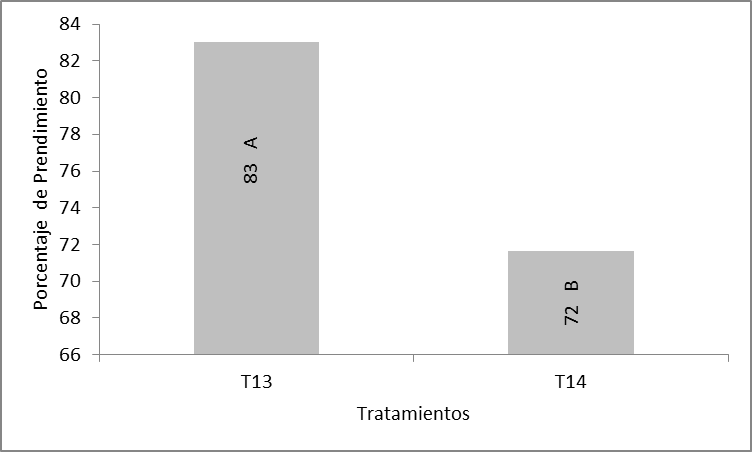 Porcentaje de Prendimiento
84
82
80
78
76
74
72
70
68
66
83 A
72 B
T13
T14
Tratamientos